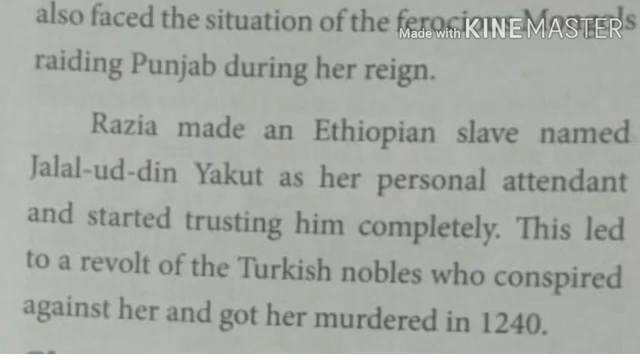 also faced the situation of the ferocious Mongols
Made with KINEMASTER
raiding Punjab during her reign.
Razia made an Ethiopian slave named
Jalal-ud-din Yakut as her personal attendant
and started trusting him completely. This led
to a revolt of the Turkish nobles who conspired
against her and got her murdered in 1240.